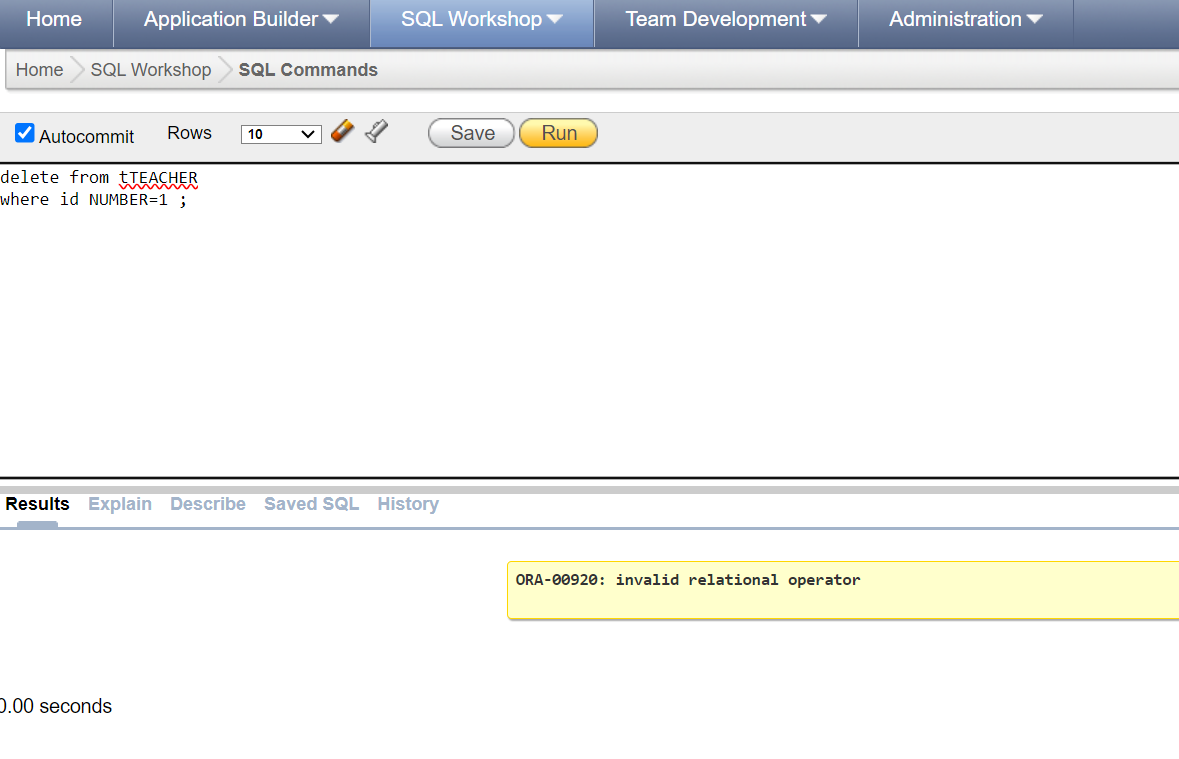 Home Application Builder SQL Workshop Team Development Administration
Home SQL Workshop SQL Commands
Autocommit Rows 10 Save Run
delete from tTEACHER
where id NUMBER=1 ;
Results Explain Describe Saved SQL History
ORA-00920: invalid relational operator
0.00 seconds